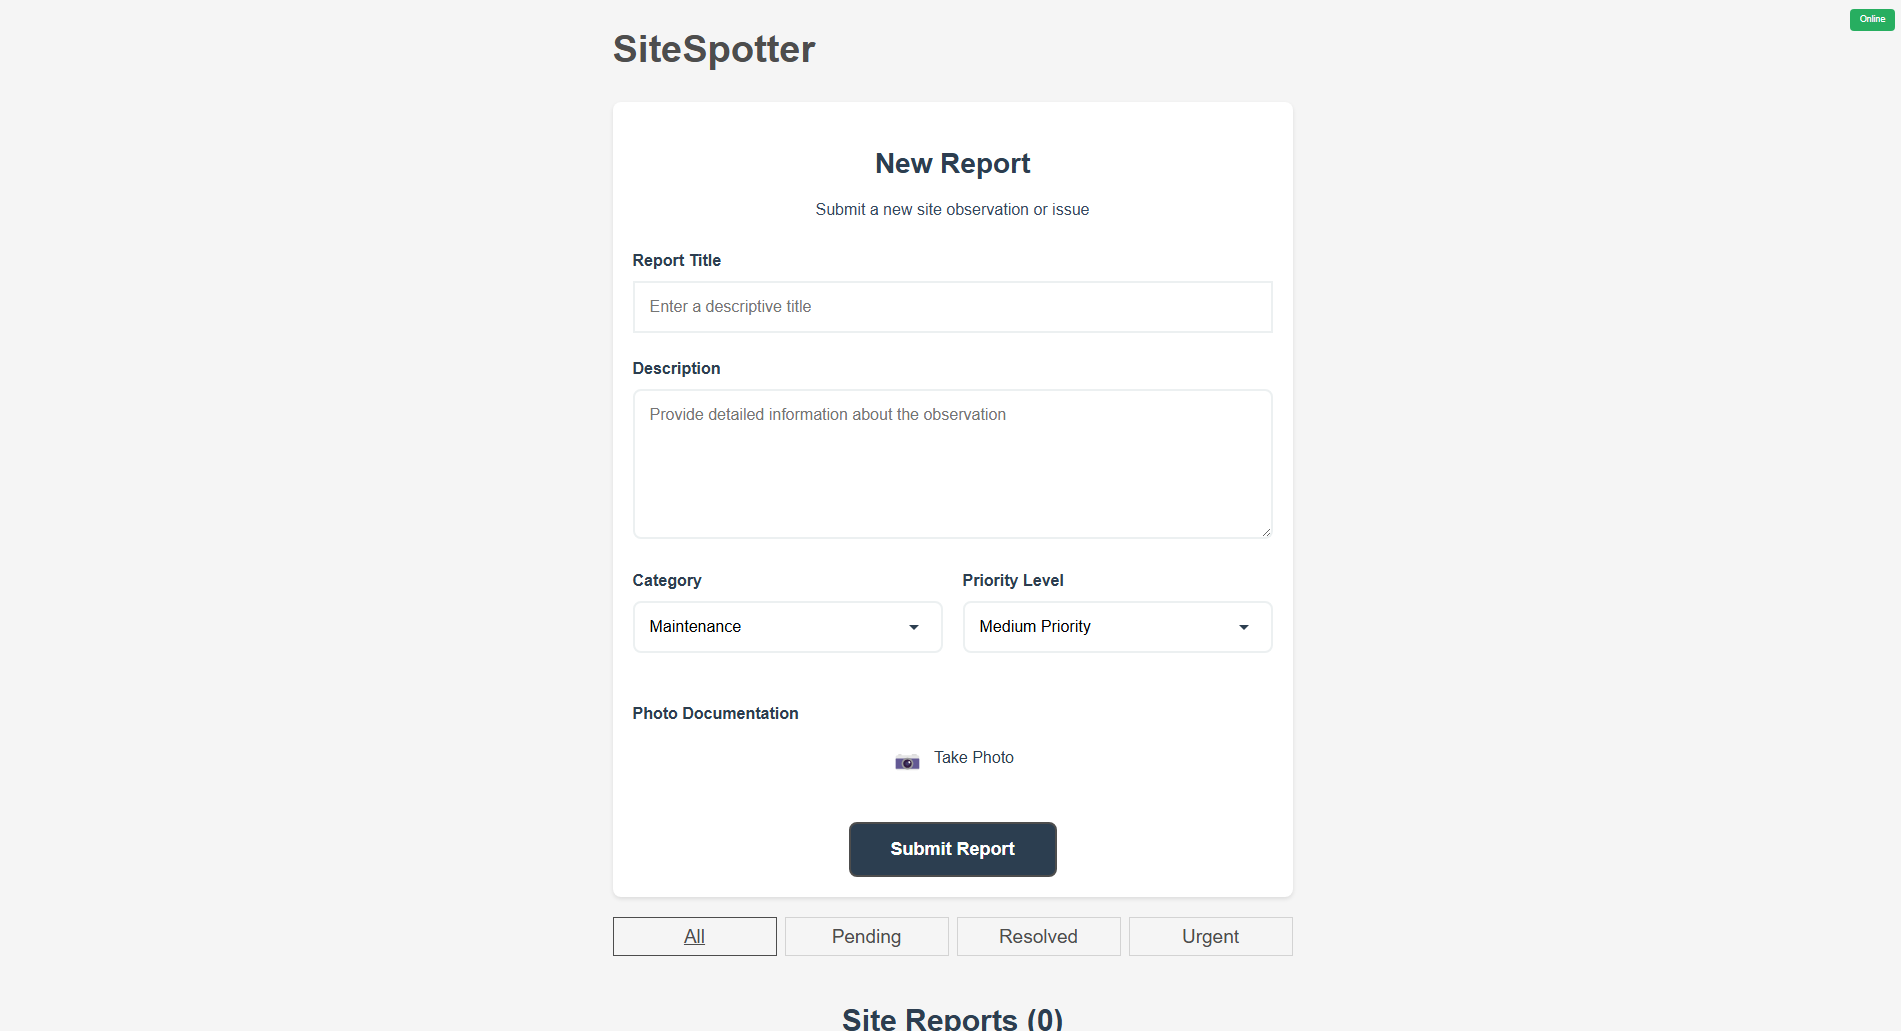 Online
SiteSpotter
New Report
Submit a new site observation or issue
Report Title
Enter a descriptive title
Description
Provide detailed information about the observation
Category
Priority Level
Maintenance
Medium Priority
Photo Documentation
Take Photo
Submit Report
All
Pending
Resolved
Urgent
Site Reports (0)